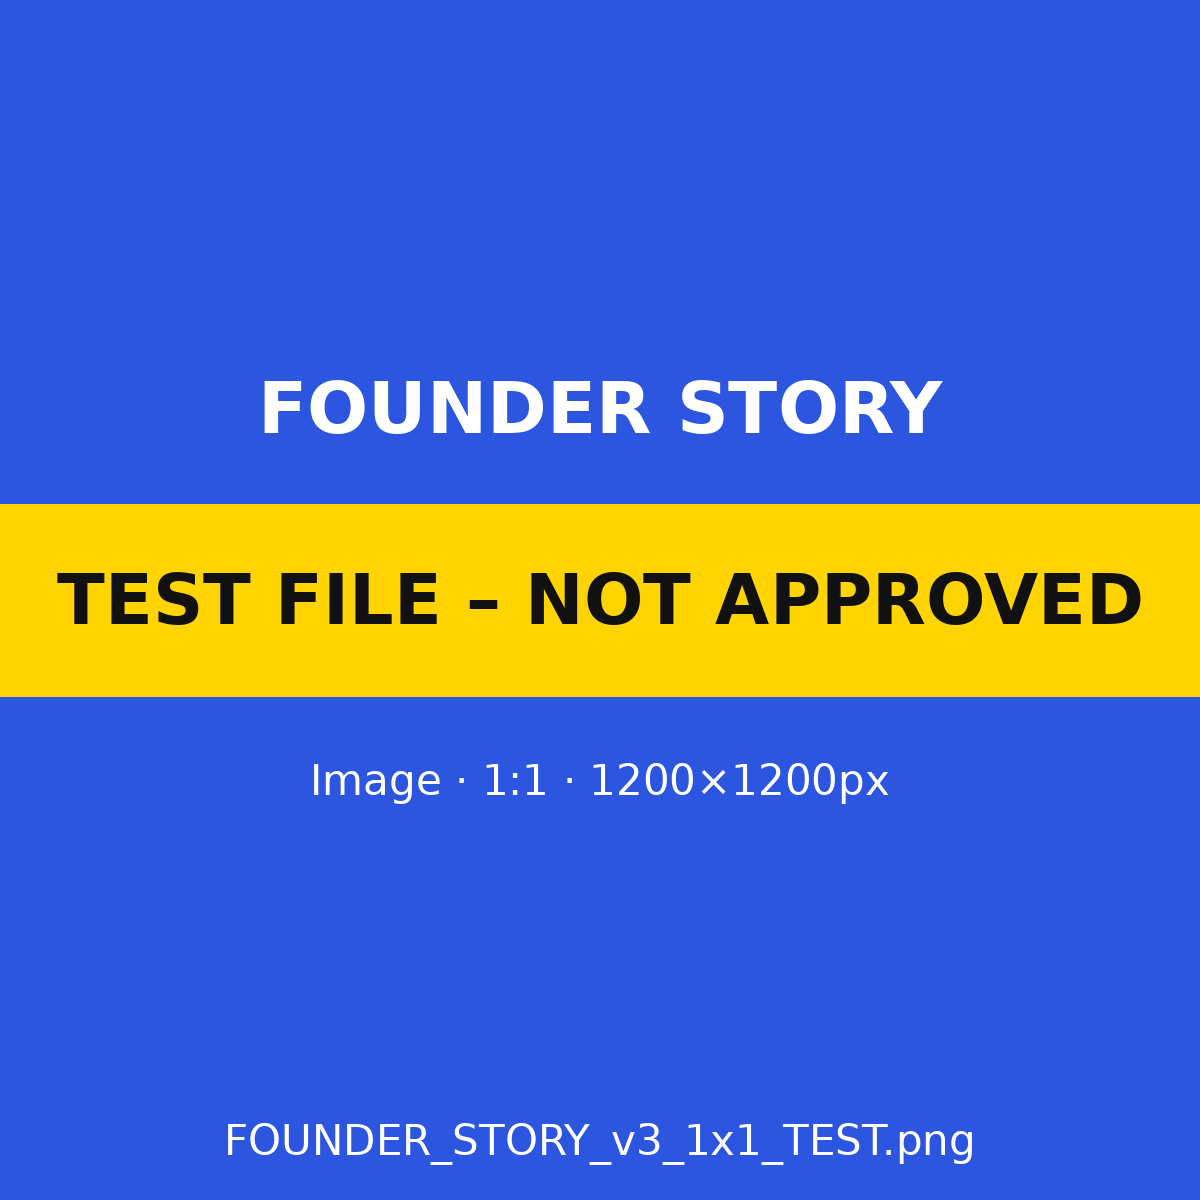 FOUNDER STORY
TEST FILE – NOT APPROVED
Image · 1:1 · 1200×1200px
FOUNDER_STORY_v3_1x1_TEST.png